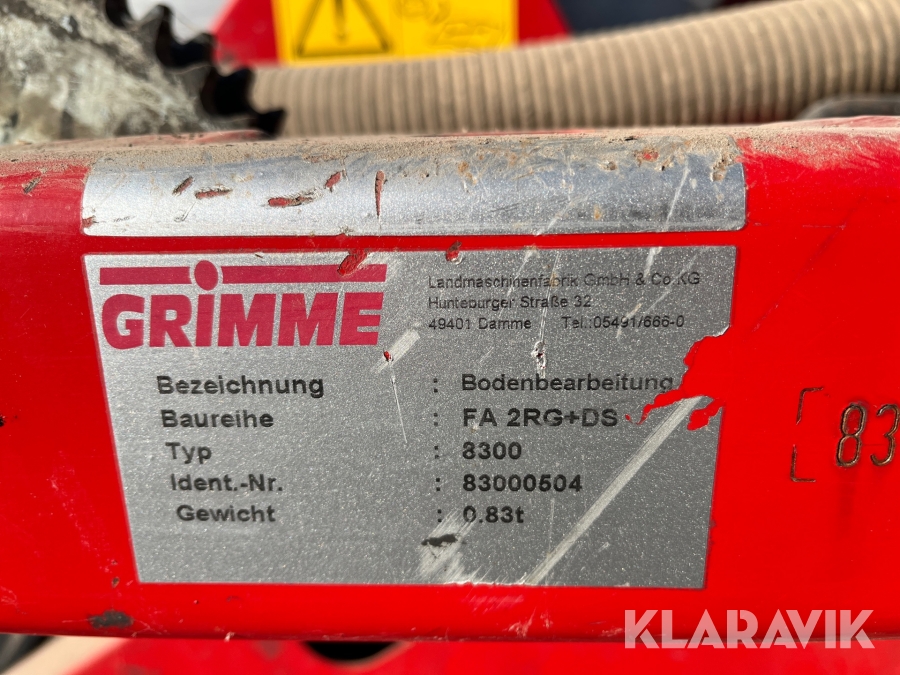 GRIMME
Landmaschinenfabrik GmbH & Co KG
Hunteburger Straße 32
49401 Damme Tel.:05491/666-0
Bezeichnung : Bodenbearbeitung
Baureihe : FA 2RG+DS
Typ : 8300
Ident.-Nr. : 83000504
Gewicht : 0.83t
83
KLARAVIK